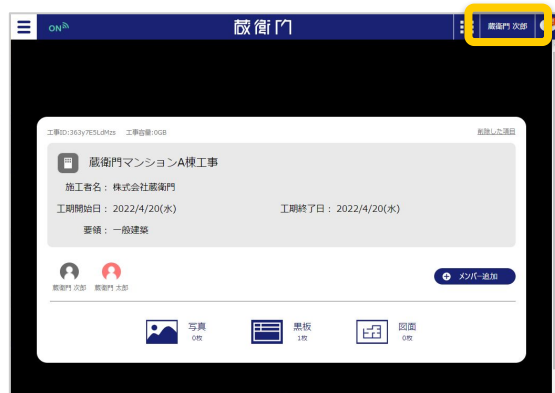 ON
蔵衛門
蔵衛門 次郎
工事ID:363y7E5LdMzs 工事容量:0GB
削除した項目
蔵衛門マンションA棟工事
施工者名： 株式会社蔵衛門
工期開始日： 2022/4/20(水)
工期終了日： 2022/4/20(水)
要領： 一般建築
蔵衛門 次郎
蔵衛門 太郎
メンバー追加
写真
0枚
黒板
1枚
図面
0枚